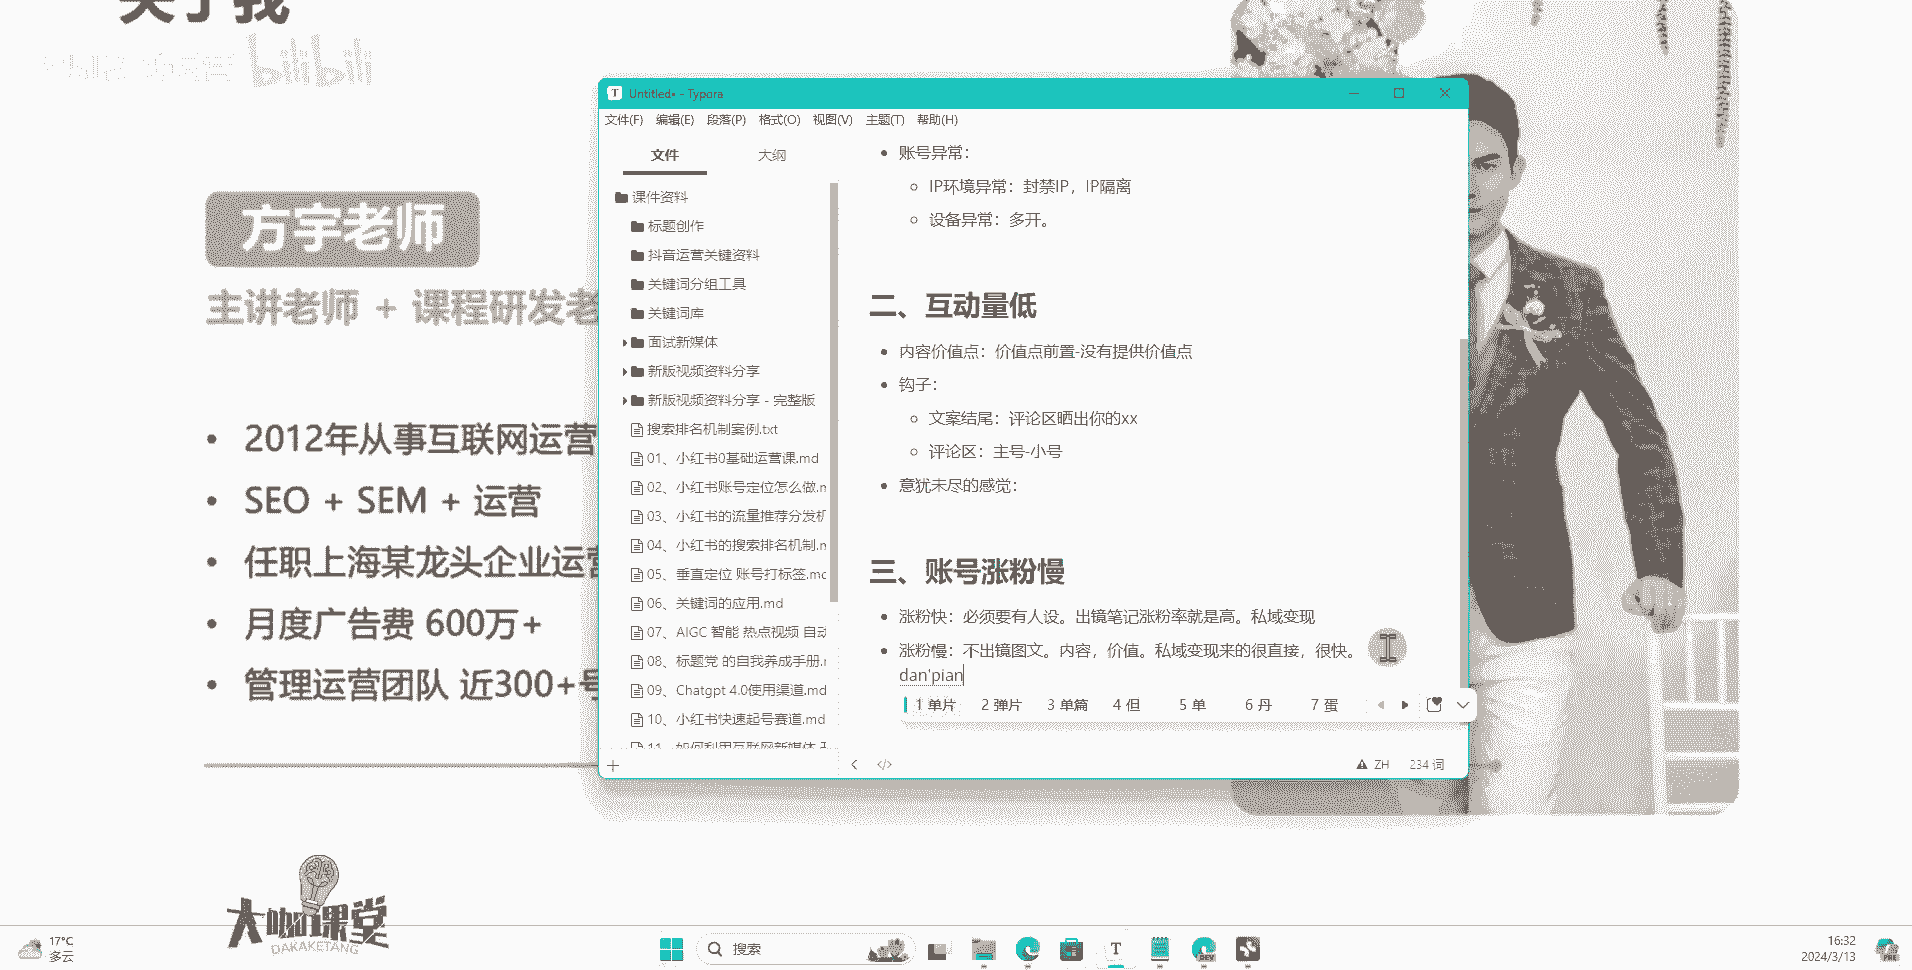 关于我
bilibili
方宇老师
主讲老师 + 课程研发老
2012年从事互联网运营
SEO + SEM + 运营
任职上海某龙头企业运营
月度广告费 600万+
管理运营团队 近300+号
大咖课堂
DAKAKETANG
Untitled• - Typora
文件(F) 编辑(E) 段落(P) 格式(O) 视图(V) 主题(T) 帮助(H)
文件 大纲
课件资料
标题创作
抖音运营关键资料
关键词分组工具
关键词库
面试新媒体
新版视频资料分享
新版视频资料分享 - 完整版
搜索排名机制案例.txt
01、小红书0基础运营课.md
02、小红书账号定位怎么做.m
03、小红书的流量推荐分发机
04、小红书的搜索排名机制.m
05、垂直定位 账号打标签.md
06、关键词的应用.md
07、AIGC 智能 热点视频 自动
08、标题党 的自我养成手册.m
09、Chatgpt 4.0使用渠道.md
10、小红书快速起号赛道.md
11、如何利用互联网新媒体
账号异常：
IP环境异常：封禁IP，IP隔离
设备异常：多开。
二、互动量低
内容价值点：价值点前置-没有提供价值点
钩子：
文案结尾：评论区晒出你的xx
评论区：主号-小号
意犹未尽的感觉：
三、账号涨粉慢
涨粉快：必须要有人设。出镜笔记涨粉率就是高。私域变现
涨粉慢：不出镜图文。内容，价值。私域变现来的很直接，很快。
dan'pian
1 单片 2 弹片 3 单篇 4 但 5 单 6 丹 7 蛋
</> ZH 234 词
17°C
多云
搜索
T
DEV
16:32
2024/3/13
PRE